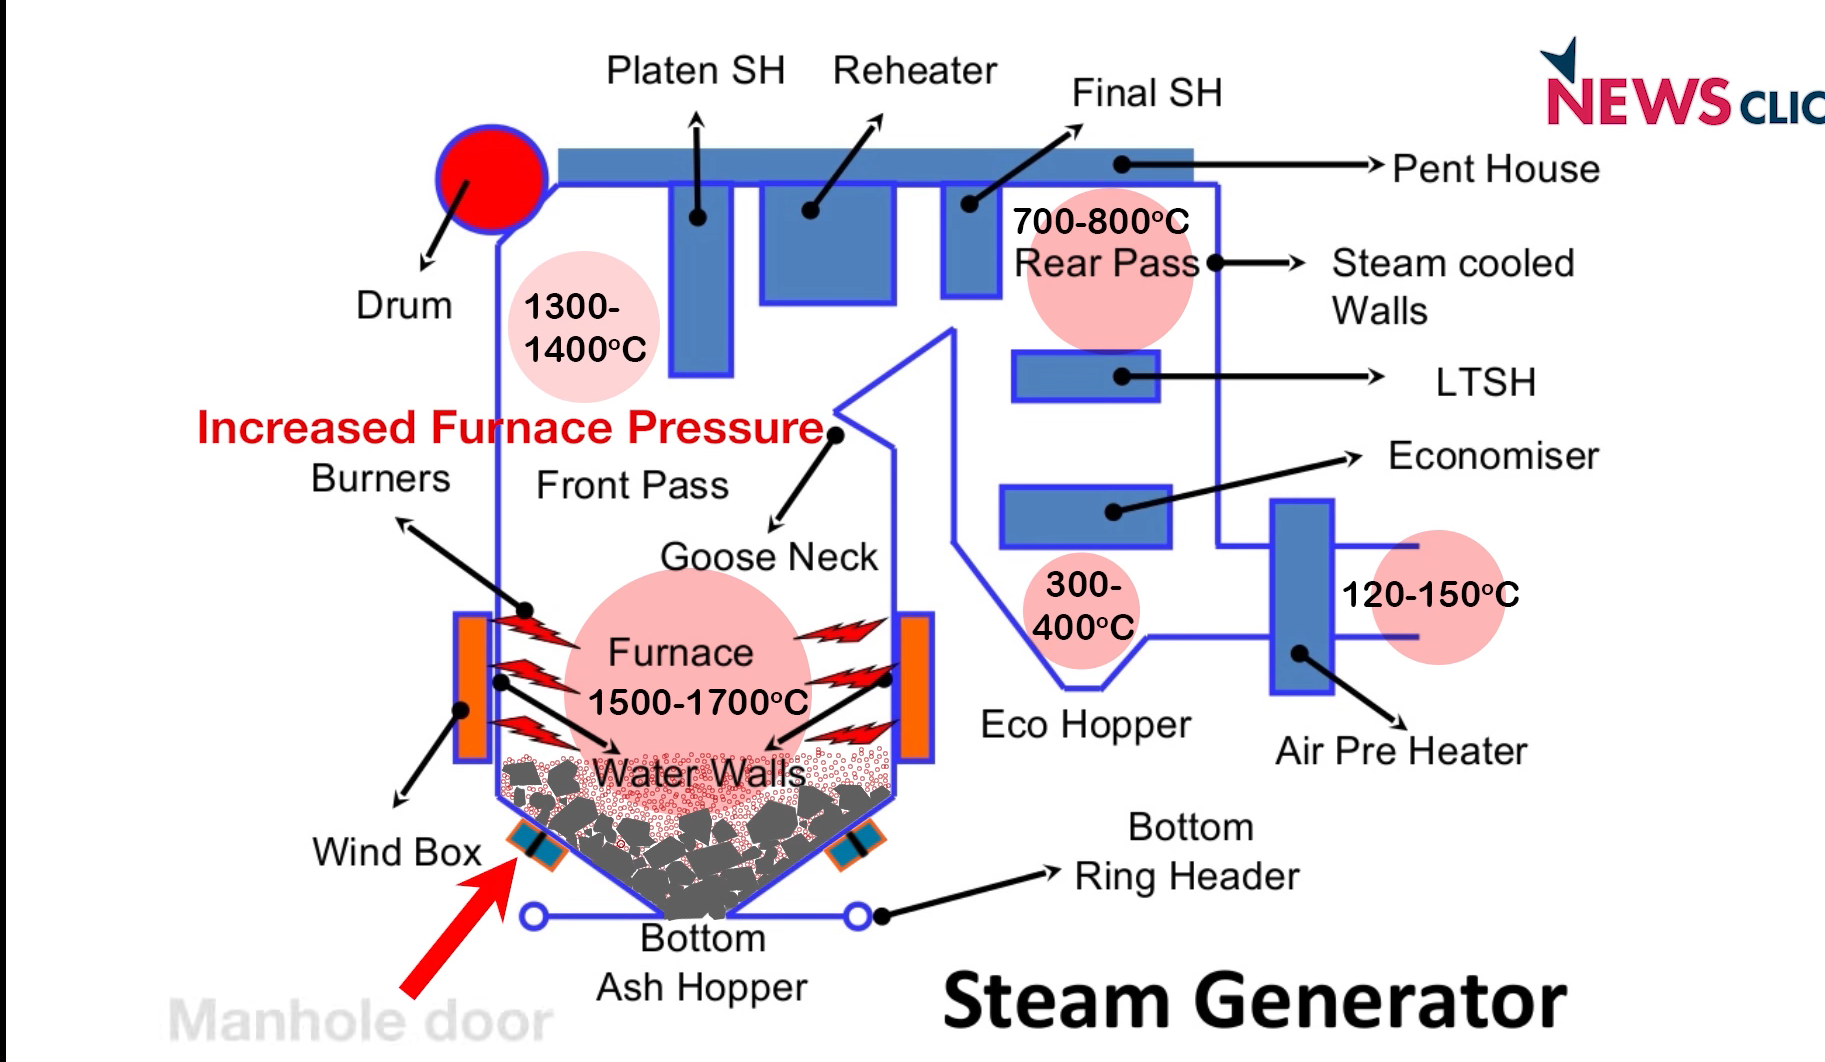 Platen SH
Reheater
Final SH
NEWS CLIC
Pent House
700-800°C
Rear Pass
Steam cooled
Walls
Drum
1300-
1400°C
LTSH
Increased Furnace Pressure
Burners
Front Pass
Economiser
Goose Neck
300-
400°C
120-150°C
Furnace
1500-1700°C
Eco Hopper
Air Pre Heater
Water Walls
Wind Box
Bottom
Ring Header
Bottom
Ash Hopper
Manhole door
Steam Generator